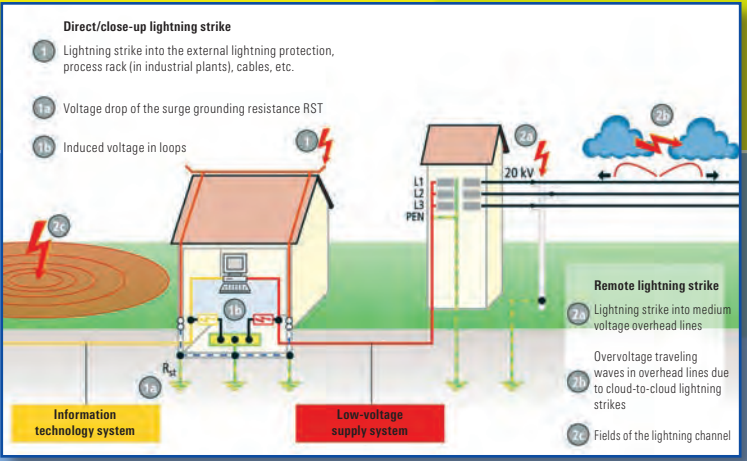 Direct/close-up lightning strike
1 Lightning strike into the external lightning protection,
process rack (in industrial plants), cables, etc.
1a Voltage drop of the surge grounding resistance RST
1b Induced voltage in loops
1
2a
2b
20 kV
L1
L2
L3
PEN
2c
1b
Rst
1a
Remote lightning strike
2a Lightning strike into medium
voltage overhead lines
Overvoltage traveling
waves in overhead lines due
2b to cloud-to-cloud lightning
strikes
2c Fields of the lightning channel
Information
technology system
Low-voltage
supply system